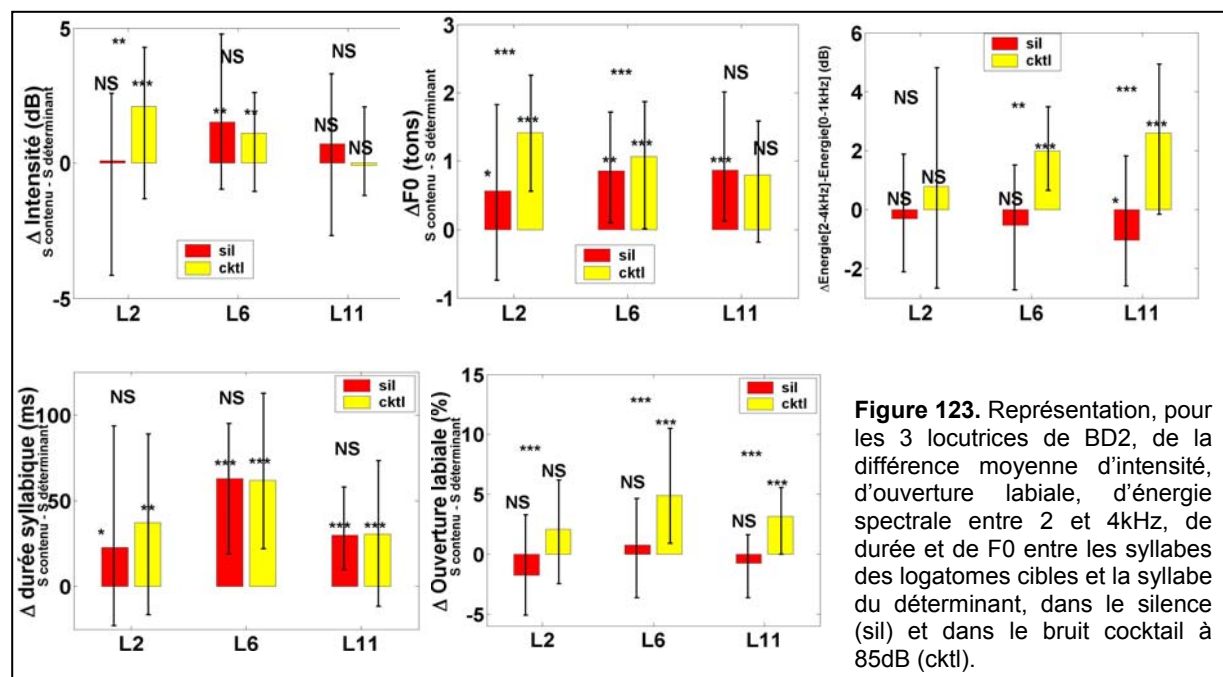 5
**
NS
***
NS
**
**
NS
NS
NS
0
Δ Intensité (dB)
S contenu - S déterminant
sil
cktl
-5
L2
L6
L11
3
***
***
NS
2
***
*
***
**
***
NS
1
ΔF0 (tons)
S contenu - S déterminant
0
sil
cktl
-1
L2
L6
L11
6
sil
cktl
4
NS
**
***
***
2
***
NS
NS
NS
*
0
ΔEnergie[2-4kHz]-Energie[0-1kHz] (dB)
-2
L2
L6
L11
NS
NS
NS
sil
cktl
100
***
***
50
**
*
***
***
0
Δ durée syllabique (ms)
S contenu - S déterminant
L2
L6
L11
15
sil
cktl
10
***
***
***
***
5
NS
NS
NS
***
NS
0
Δ Ouverture labiale (%)
S contenu - S déterminant
-5
L2
L6
L11
Figure 123. Représentation, pour
les 3 locutrices de BD2, de la
différence moyenne d’intensité,
d’ouverture labiale, d’énergie
spectrale entre 2 et 4kHz, de
durée et de F0 entre les syllabes
des logatomes cibles et la syllabe
du déterminant, dans le silence
(sil) et dans le bruit cocktail à
85dB (cktl).